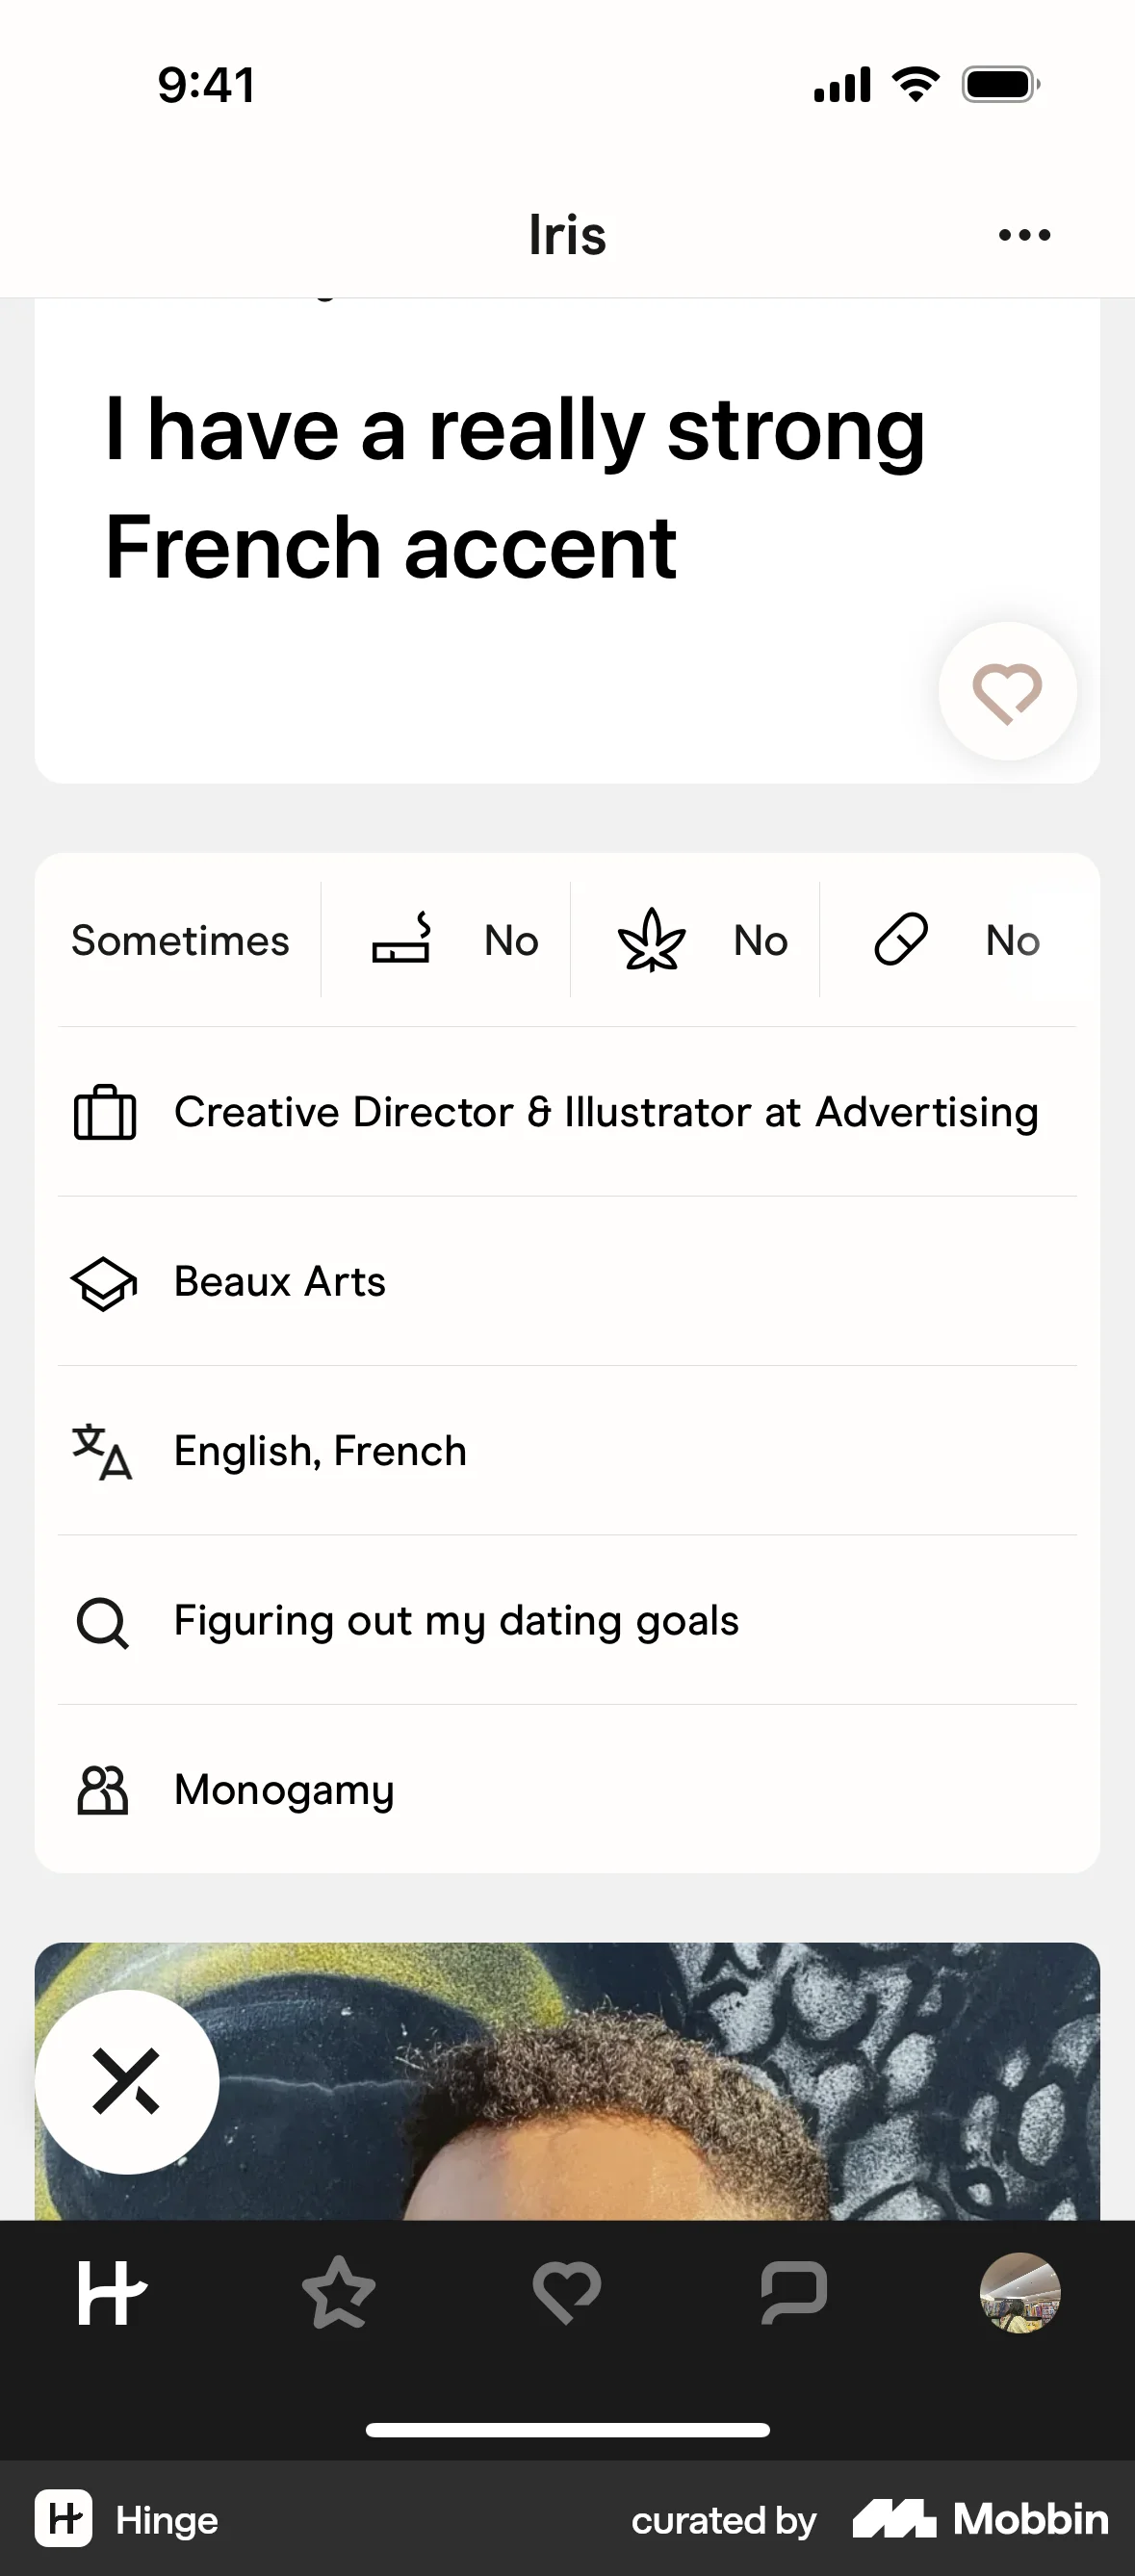 9:41
Iris
I have a really strong
French accent
Sometimes No No No
Creative Director & Illustrator at Advertising
Beaux Arts
English, French
Figuring out my dating goals
Monogamy
Hinge curated by Mobbin